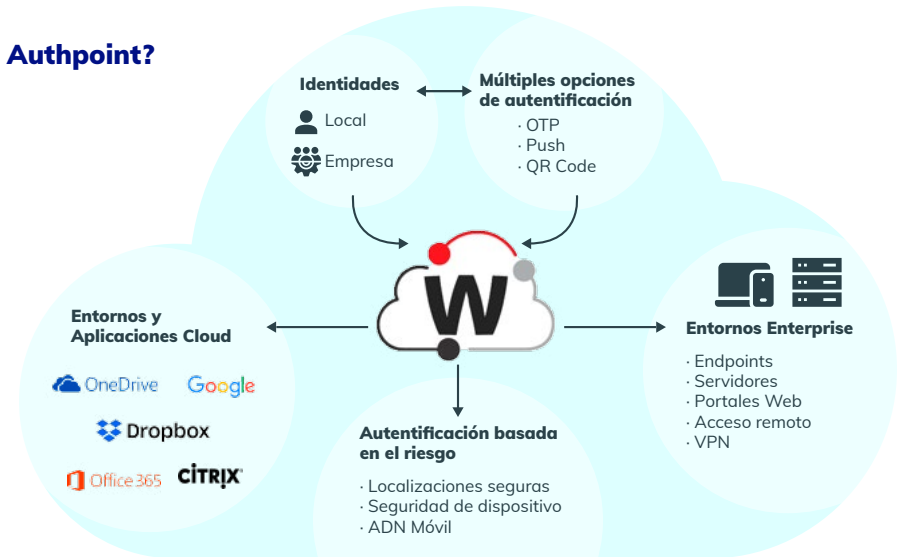 Authpoint?
Identidades
Local
Empresa
Múltiples opciones
de autentificación
· OTP
· Push
· QR Code
W
Entornos y
Aplicaciones Cloud
OneDrive
Google
Dropbox
Office 365
CİTRIX
Autentificación basada
en el riesgo
· Localizaciones seguras
· Seguridad de dispositivo
· ADN Móvil
Entornos Enterprise
· Endpoints
· Servidores
· Portales Web
· Acceso remoto
· VPN